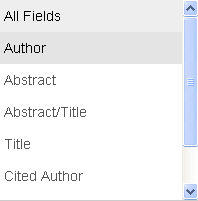 All Fields
Author
Abstract
Abstract/Title
Title
Cited Author